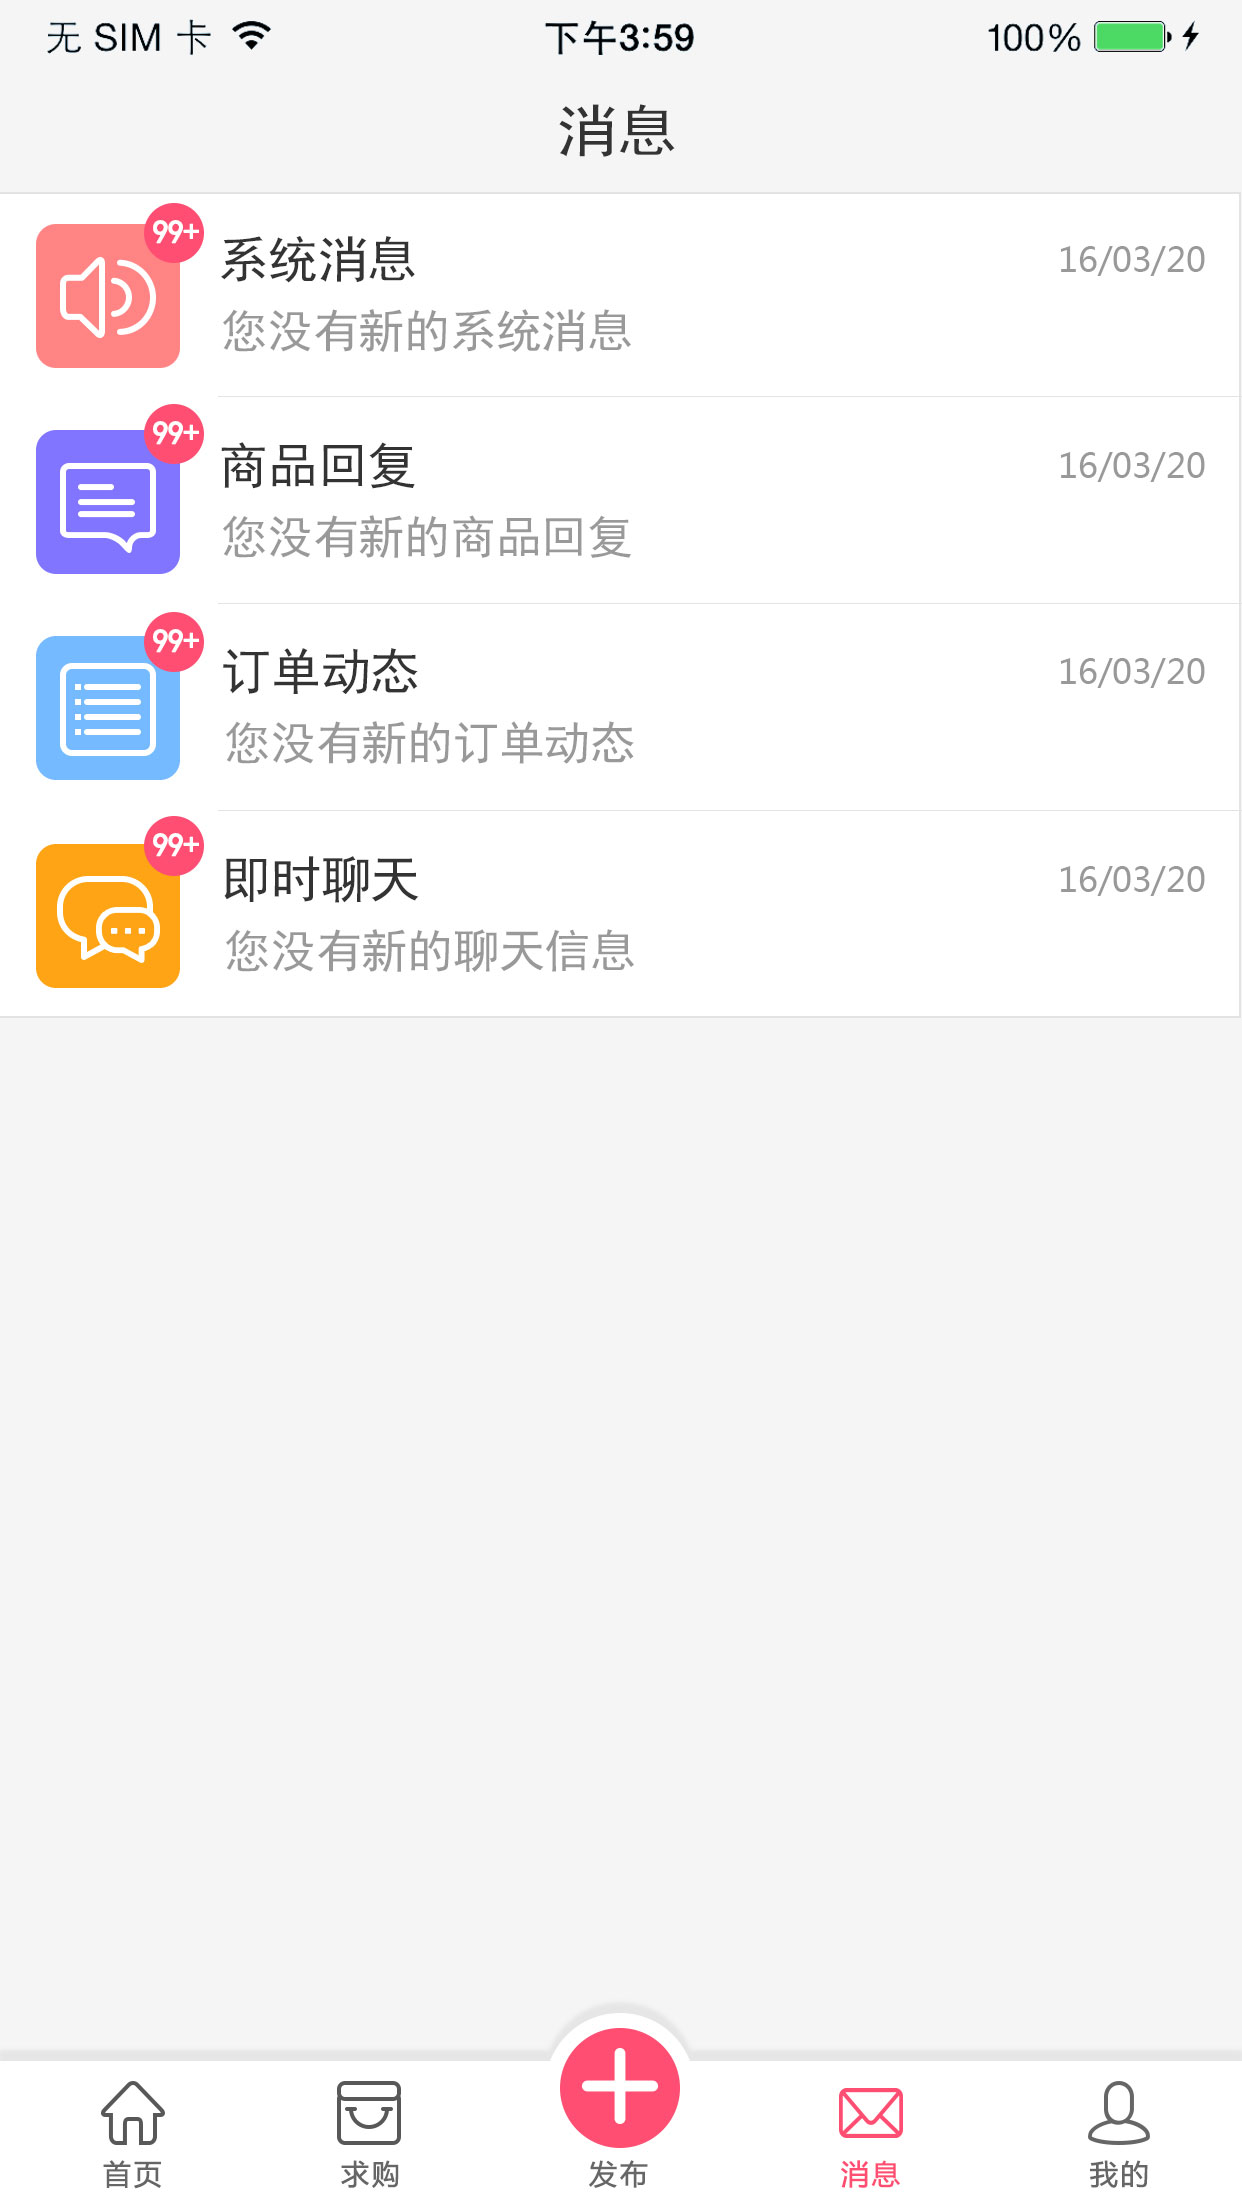 无 SIM 卡 下午3:59 100%
消息
99+
系统消息 16/03/20
您没有新的系统消息
99+
商品回复 16/03/20
您没有新的商品回复
99+
订单动态 16/03/20
您没有新的订单动态
99+
即时聊天 16/03/20
您没有新的聊天信息
首页 求购 发布 消息 我的